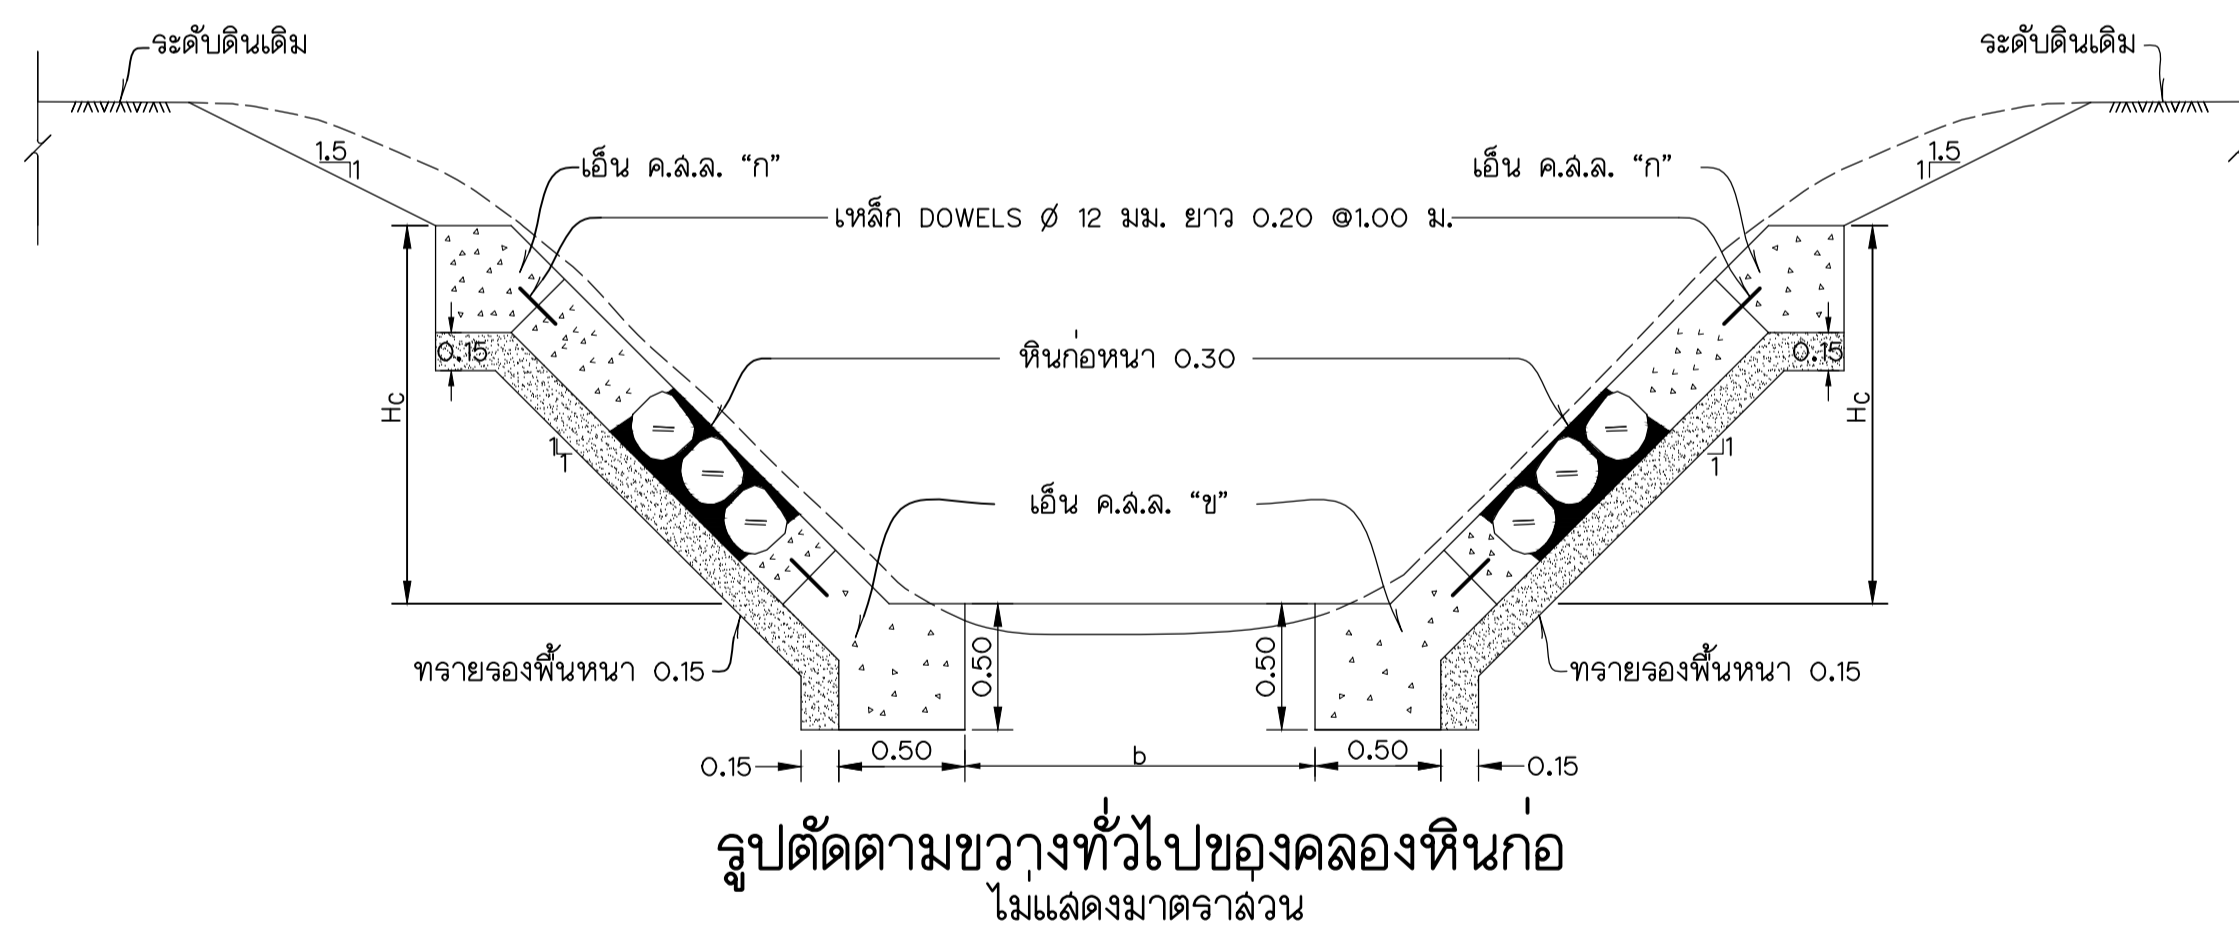 ระดับดินเดิม ระดับดินเดิม
1.5 1 1 1.5
เอ็น ค.ส.ล. “ก” เอ็น ค.ส.ล. “ก”
เหล็ก DOWELS Ø 12 มม. ยาว 0.20 @1.00 ม.
0.15 หินก่อหนา 0.30 0.15
Hc Hc
1 1 1 1
เอ็น ค.ส.ล. “ข”
0.50 0.50
ทรายรองพื้นหนา 0.15 ทรายรองพื้นหนา 0.15
0.15 0.50 b 0.50 0.15
รูปตัดตามขวางทั่วไปของคลองหินก่อ
ไม่แสดงมาตราส่วน